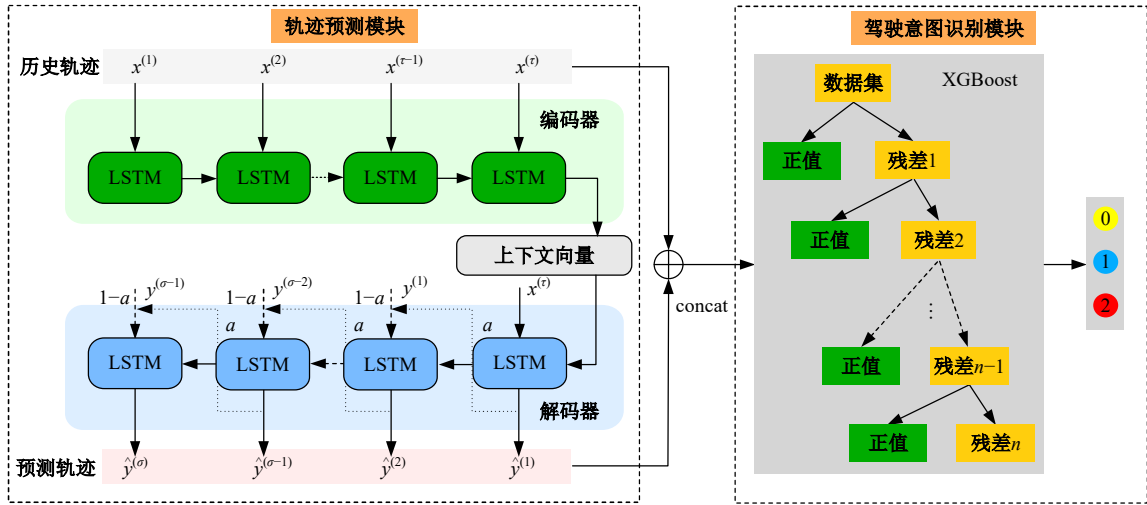 轨迹预测模块
历史轨迹 x^(1) x^(2) x^(τ−1) x^(τ)
编码器
LSTM LSTM LSTM LSTM
上下文向量
1−a y^(σ−1) 1−a y^(σ−2) 1−a y^(1) x^(τ)
a a a
LSTM LSTM LSTM LSTM
解码器
预测轨迹 ŷ^(σ) ŷ^(σ−1) ŷ^(2) ŷ^(1)
concat
驾驶意图识别模块
XGBoost
数据集
正值 残差1
正值 残差2
⋮
正值 残差n−1
正值 残差n
0
1
2